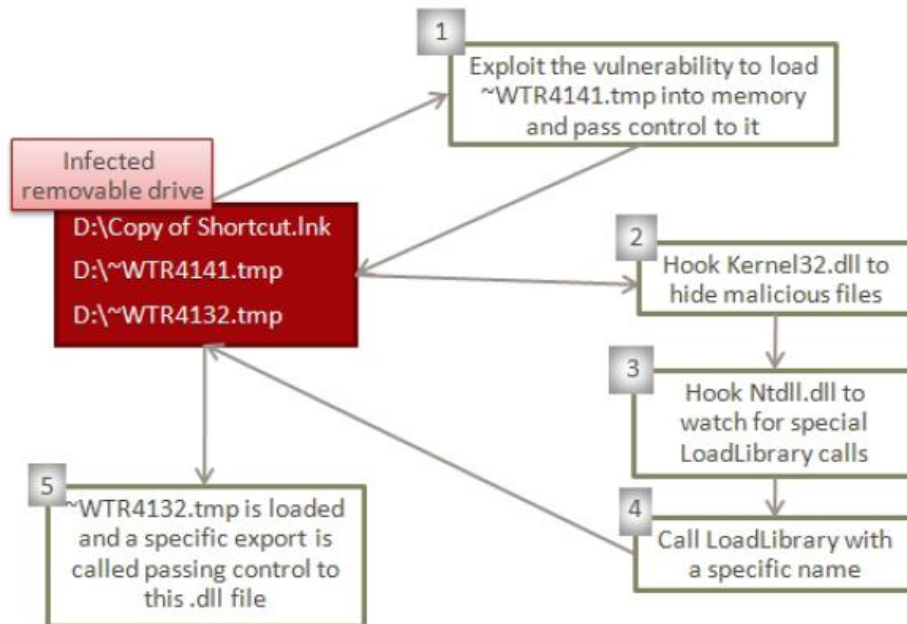 1
Exploit the vulnerability to load
~WTR4141.tmp into memory
and pass control to it
Infected
removable drive
D:\Copy of Shortcut.lnk
D:\~WTR4141.tmp
D:\~WTR4132.tmp
2
Hook Kernel32.dll to
hide malicious files
3
Hook Ntdll.dll to
watch for special
LoadLibrary calls
4
Call LoadLibrary with
a specific name
5
~WTR4132.tmp is loaded
and a specific export is
called passing control to
this .dll file